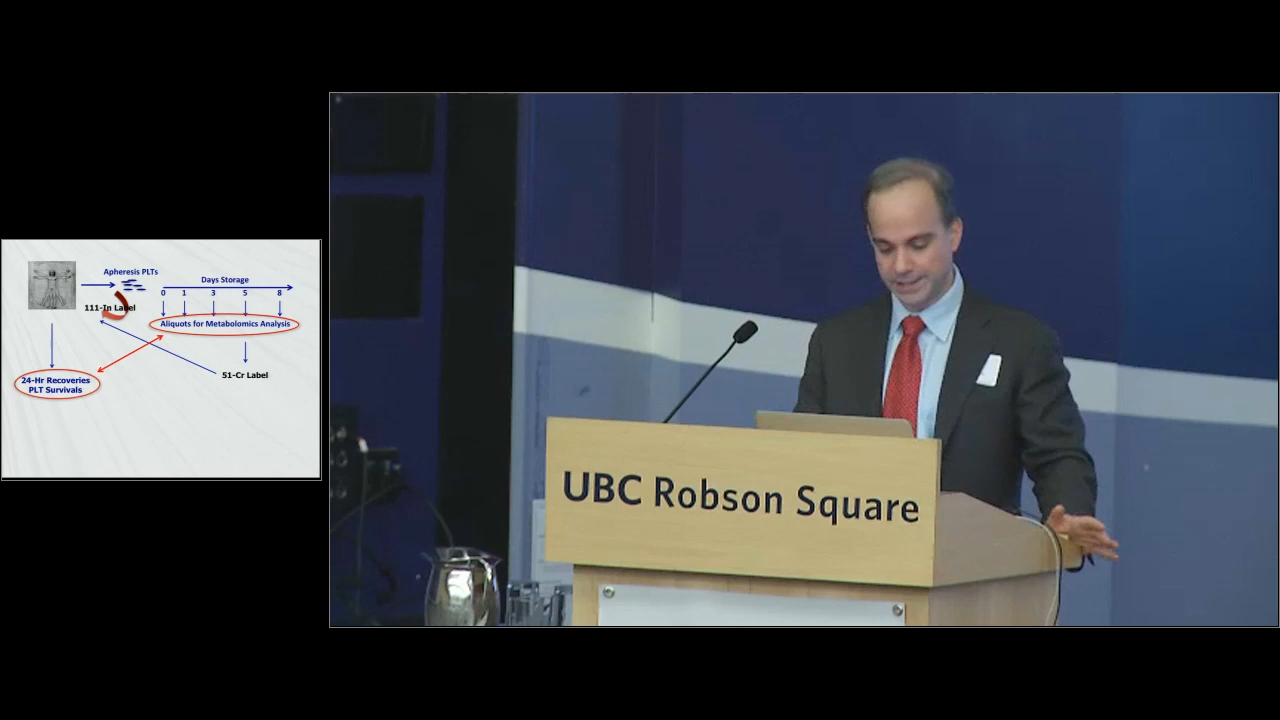 Apheresis PLTs
Days Storage
0 1 3 5 8
111-In Label
Aliquots for Metabolomics Analysis
51-Cr Label
24-Hr Recoveries
PLT Survivals
UBC Robson Square